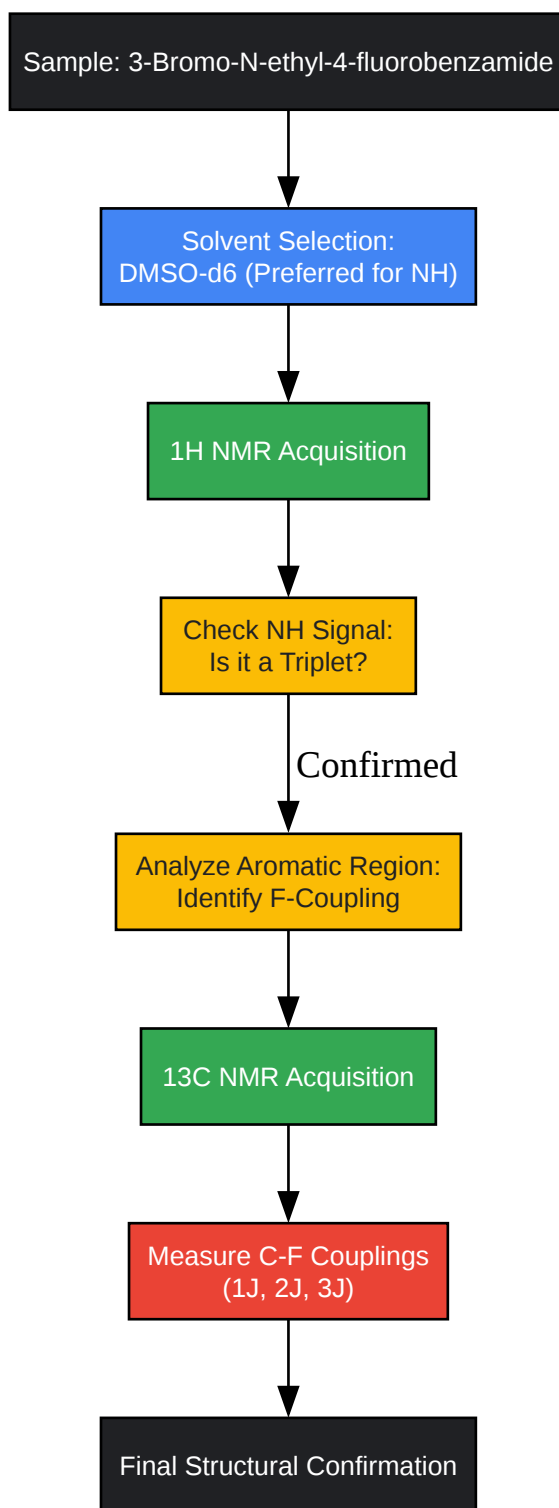 Sample: 3-Bromo-N-ethyl-4-fluorobenzamide
Solvent Selection:
DMSO-d6 (Preferred for NH)
1H NMR Acquisition
Check NH Signal:
Is it a Triplet?
Confirmed
Analyze Aromatic Region:
Identify F-Coupling
13C NMR Acquisition
Measure C-F Couplings
(1J, 2J, 3J)
Final Structural Confirmation